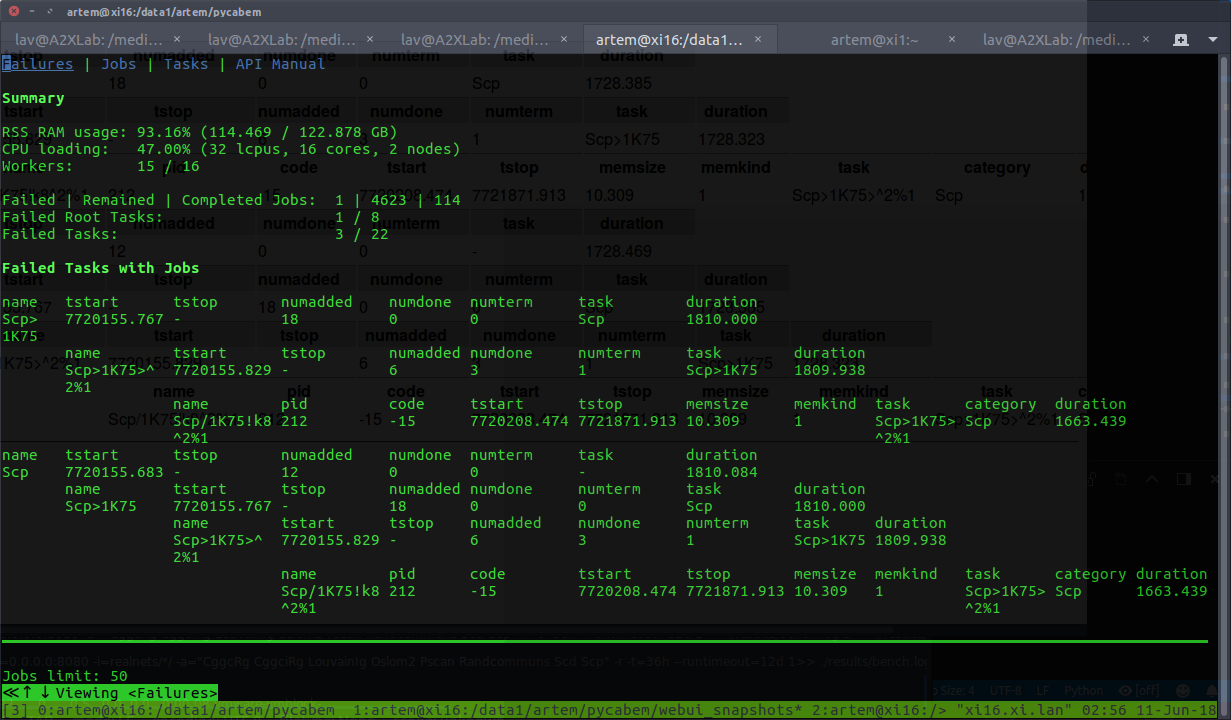 artem@xi16:/data1/artem/pycabem
lav@A2XLab: /medi... × lav@A2XLab: /medi... × lav@A2XLab: /medi... × artem@xi16:/data1... × artem@xi1:~ × lav@A2XLab: /medi... ×
Failures | Jobs | Tasks | API Manual
Summary
RSS RAM usage: 93.16% (114.469 / 122.878 GB)
CPU loading: 47.00% (32 lcpus, 16 cores, 2 nodes)
Workers: 15 / 16
Failed | Remained | Completed Jobs: 1 | 4623 | 114
Failed Root Tasks: 1 / 8
Failed Tasks: 3 / 22
Failed Tasks with Jobs
name tstart tstop numadded numdone numterm task duration
Scp> 7720155.767 - 18 0 0 Scp 1810.000
1K75
name tstart tstop numadded numdone numterm task duration
Scp>1K75>^ 7720155.829 - 6 3 1 Scp>1K75 1809.938
2%1
name pid code tstart tstop memsize memkind task category duration
Scp/1K75!k8 212 -15 7720208.474 7721871.913 10.309 1 Scp>1K75> Scp 1663.439
^2%1 ^2%1
name tstart tstop numadded numdone numterm task duration
Scp 7720155.683 - 12 0 0 - 1810.084
name tstart tstop numadded numdone numterm task duration
Scp>1K75 7720155.767 - 18 0 0 Scp 1810.000
name tstart tstop numadded numdone numterm task duration
Scp>1K75>^ 7720155.829 - 6 3 1 Scp>1K75 1809.938
2%1
name pid code tstart tstop memsize memkind task category duration
Scp/1K75!k8 212 -15 7720208.474 7721871.913 10.309 1 Scp>1K75> Scp 1663.439
^2%1 ^2%1
Jobs limit: 50
≪↑↓Viewing <Failures>
[3] 0:artem@xi16:/data1/artem/pycabem 1:artem@xi16:/data1/artem/pycabem/webui_snapshots* 2:artem@xi16:/> "xi16.xi.lan" 02:56 11-Jun-18